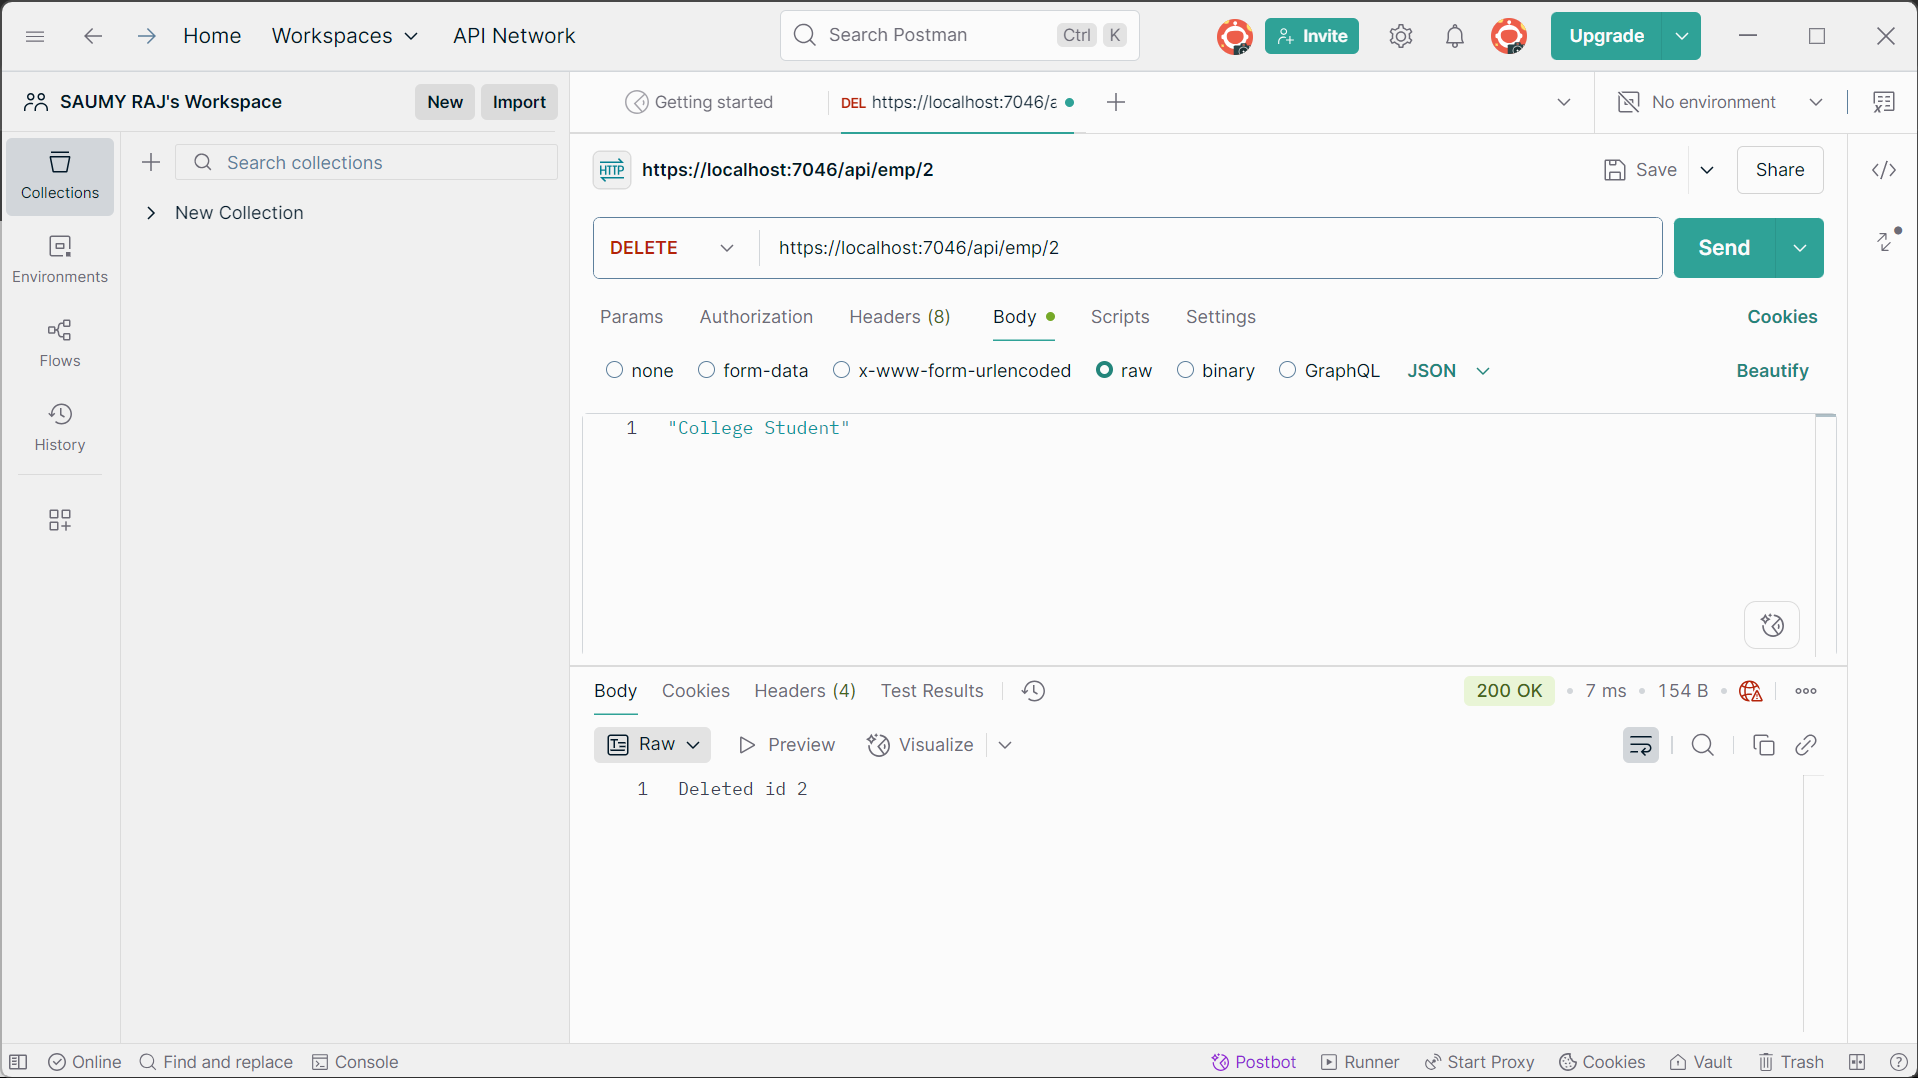 Home Workspaces API Network Search Postman Ctrl K Invite Upgrade
SAUMY RAJ's Workspace New Import Getting started DEL https://localhost:7046/a No environment
Collections
Search collections
https://localhost:7046/api/emp/2 Save Share
New Collection
DELETE https://localhost:7046/api/emp/2 Send
Environments
Params Authorization Headers (8) Body Scripts Settings Cookies
Flows
none form-data x-www-form-urlencoded raw binary GraphQL JSON Beautify
History
1 "College Student"
Body Cookies Headers (4) Test Results 200 OK 7 ms 154 B
Raw Preview Visualize
1 Deleted id 2
Online Find and replace Console Postbot Runner Start Proxy Cookies Vault Trash